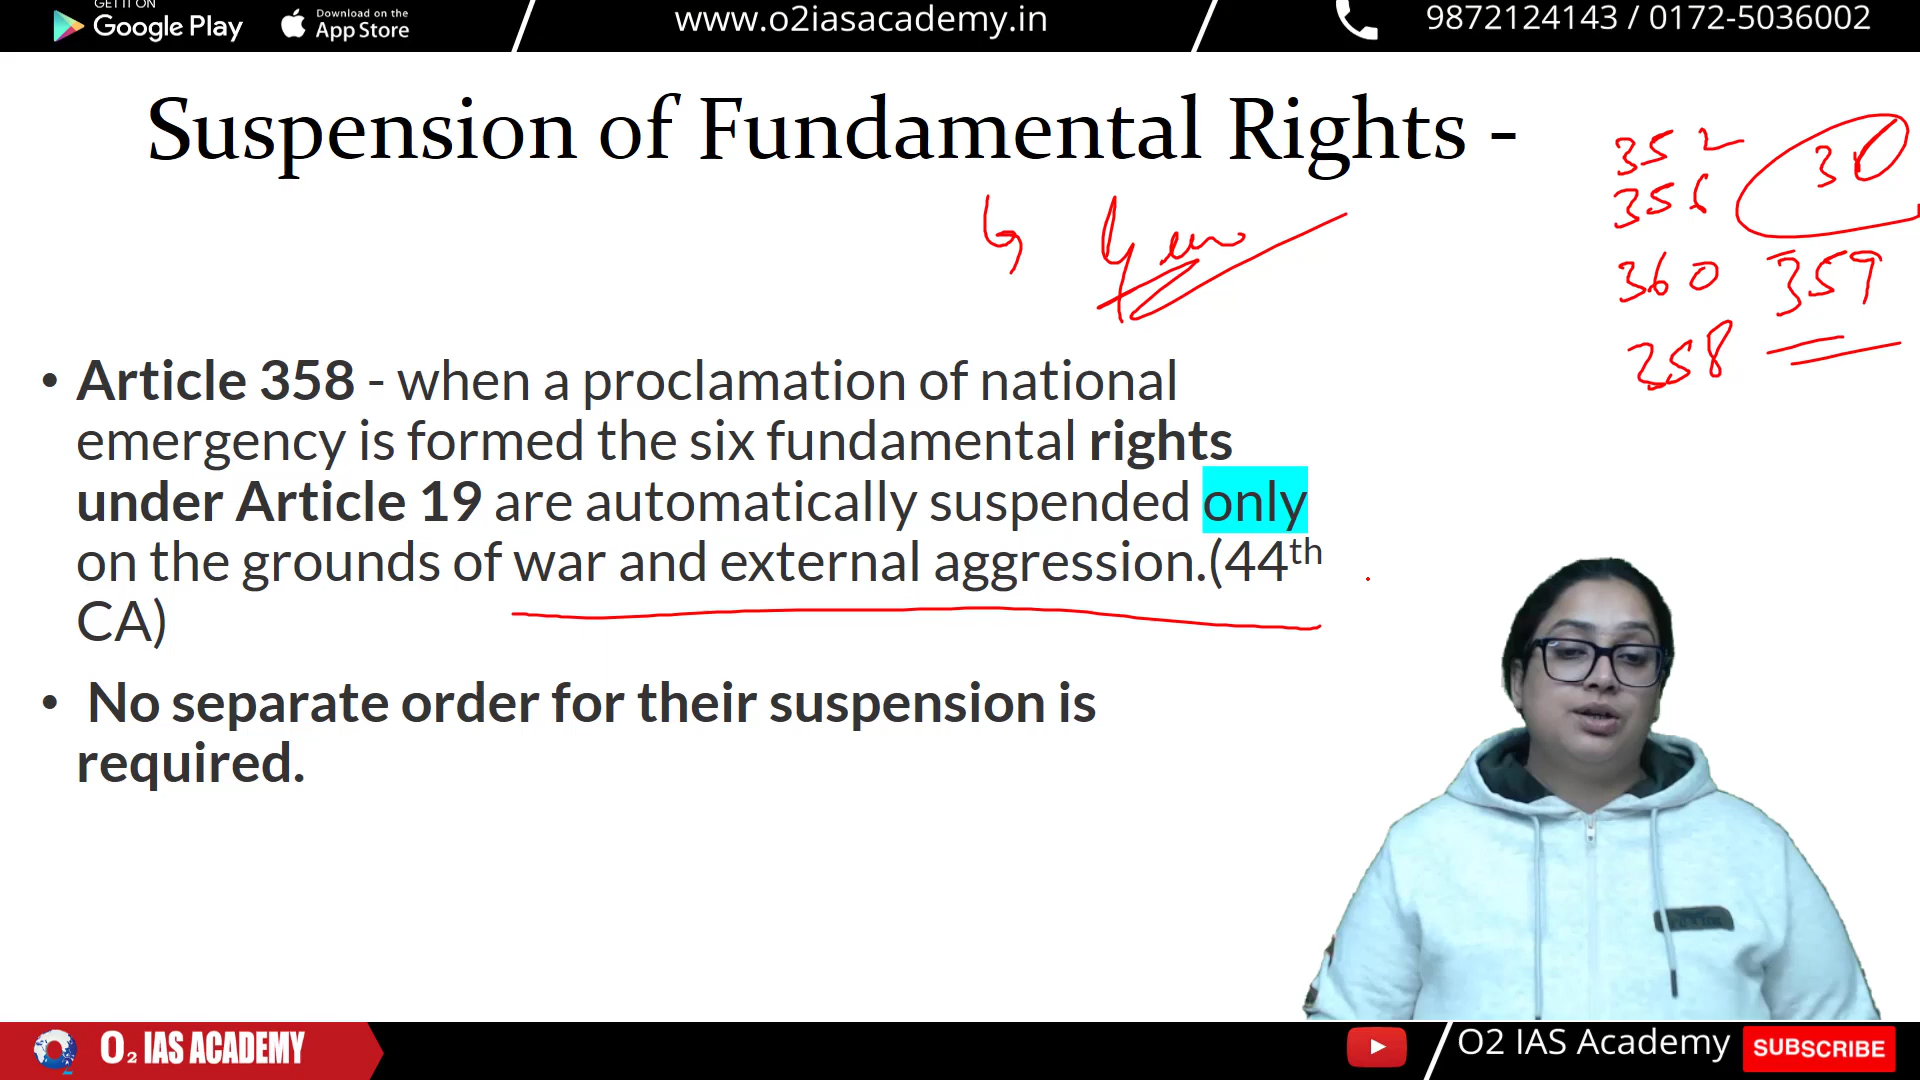 GET IT ON
Google Play
Download on the
App Store
www.o2iasacademy.in
9872124143 / 0172-5036002
Suspension of Fundamental Rights -
352
356
360
359
258
• Article 358 - when a proclamation of national
emergency is formed the six fundamental rights
under Article 19 are automatically suspended only
on the grounds of war and external aggression.(44th
CA)
• No separate order for their suspension is
required.
O2 IAS ACADEMY
O2 IAS Academy
SUBSCRIBE